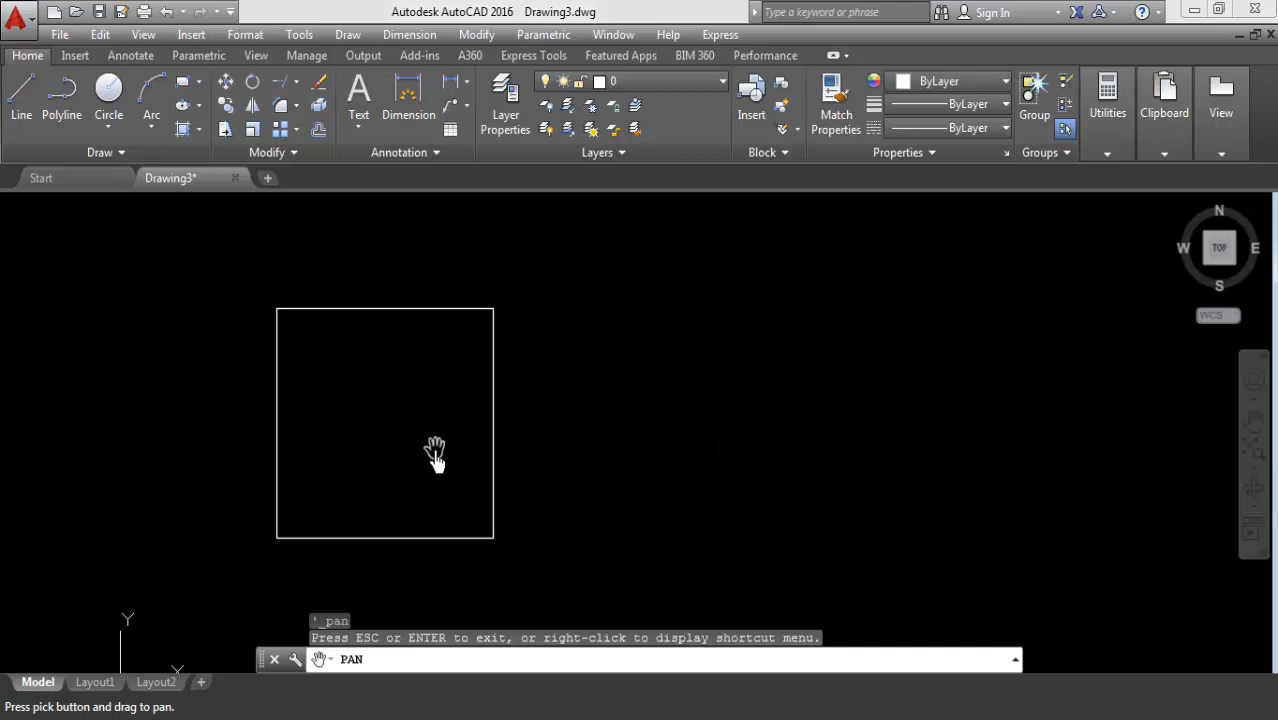 Autodesk AutoCAD 2016 Drawing3.dwg
Type a keyword or phrase
Sign In
File Edit View Insert Format Tools Draw Dimension Modify Parametric Window Help Express
Home Insert Annotate Parametric View Manage Output Add-ins A360 Express Tools Featured Apps BIM 360 Performance
Line Polyline Circle Arc
Text Dimension
Layer Properties
0
Insert
Match Properties
ByLayer
ByLayer
ByLayer
Group
Utilities
Clipboard
View
Draw Modify Annotation Layers Block Properties Groups
Start Drawing3*
N
W TOP E
S
WCS
Y
X
'_pan
Press ESC or ENTER to exit, or right-click to display shortcut menu.
PAN
Model Layout1 Layout2
Press pick button and drag to pan.